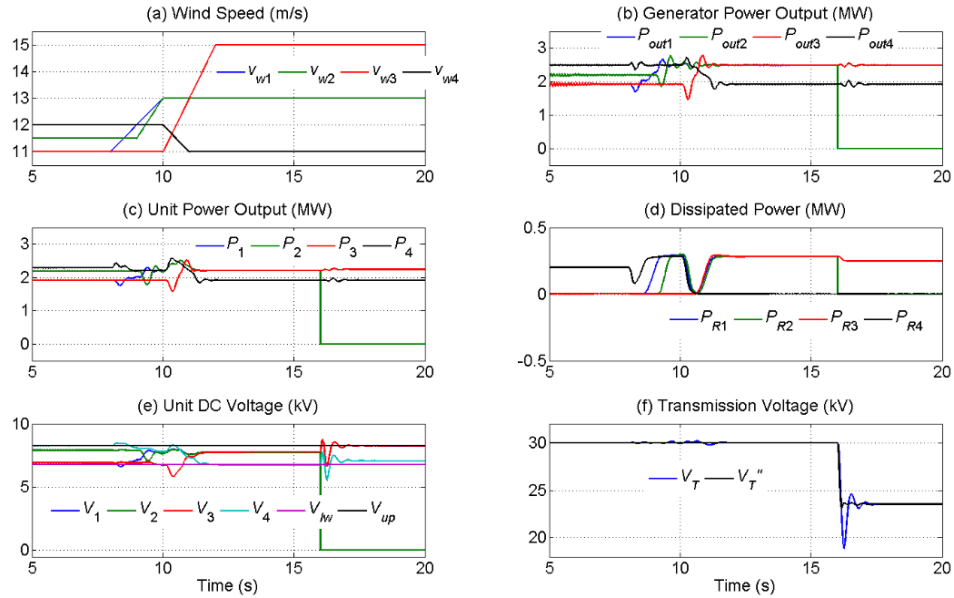 (a) Wind Speed (m/s)
15
14
13
12
11
v_w1 v_w2 v_w3 v_w4
5 10 15 20
(b) Generator Power Output (MW)
P_out1 P_out2 P_out3 P_out4
3
2
1
0
5 10 15 20
(c) Unit Power Output (MW)
3
2
1
0
P_1 P_2 P_3 P_4
5 10 15 20
(d) Dissipated Power (MW)
0.5
0
-0.5
P_R1 P_R2 P_R3 P_R4
5 10 15 20
(e) Unit DC Voltage (kV)
10
5
0
V_1 V_2 V_3 V_4 V_lw V_up
5 10 15 20
Time (s)
(f) Transmission Voltage (kV)
30
25
20
V_T V_T"
5 10 15 20
Time (s)